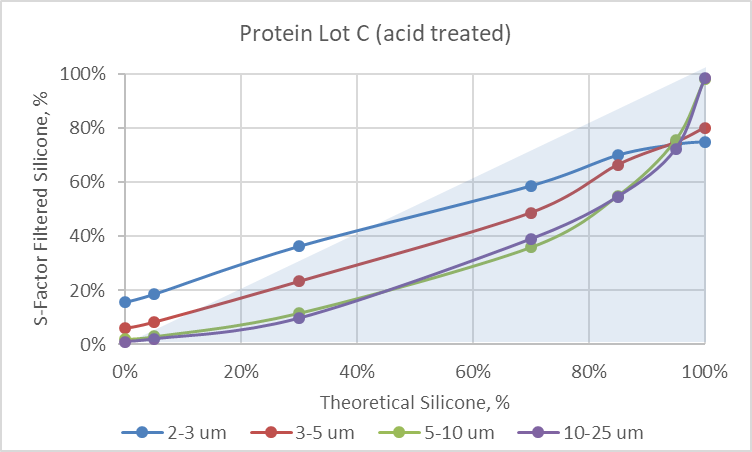 Protein Lot C (acid treated)
S-Factor Filtered Silicone, %
100%
80%
60%
40%
20%
0%
0% 20% 40% 60% 80% 100%
Theoretical Silicone, %
2-3 um 3-5 um 5-10 um 10-25 um